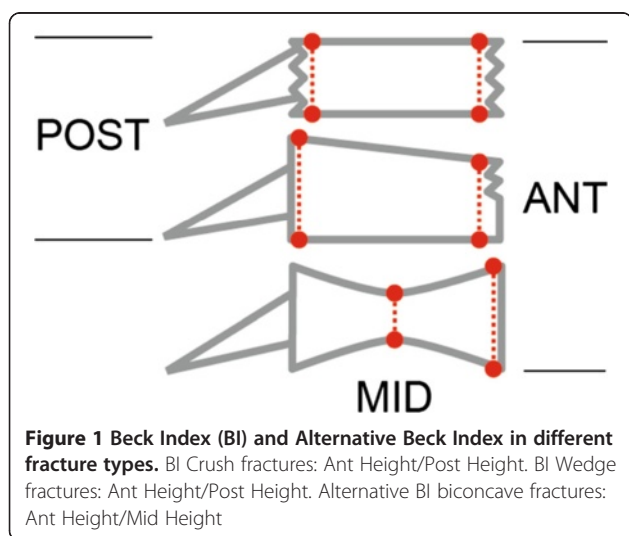 POST
ANT
MID
Figure 1 Beck Index (BI) and Alternative Beck Index in different
fracture types. BI Crush fractures: Ant Height/Post Height. BI Wedge
fractures: Ant Height/Post Height. Alternative BI biconcave fractures:
Ant Height/Mid Height